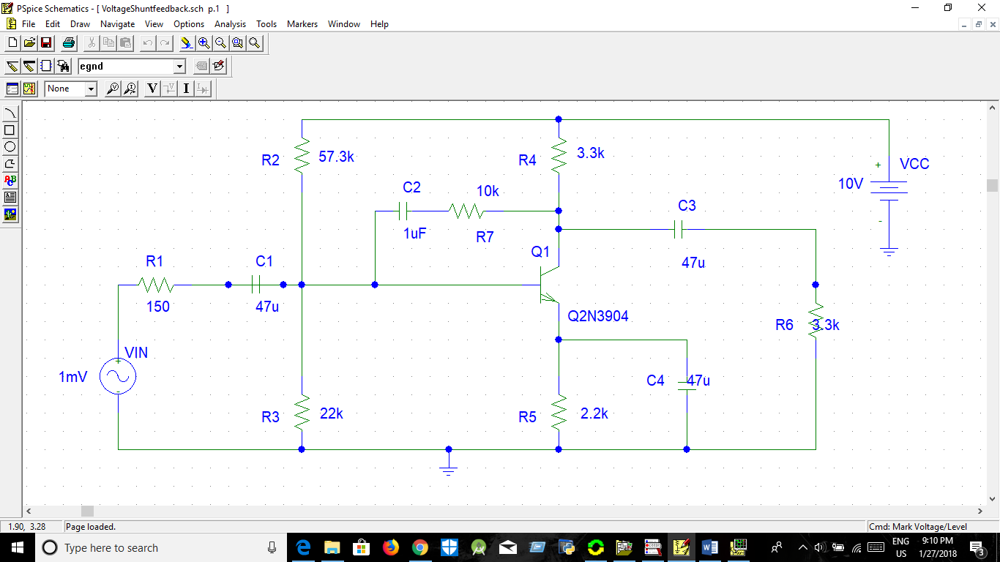 PSpice Schematics - [ VoltageShuntfeedback.sch p.1 ]
File Edit Draw Navigate View Options Analysis Tools Markers Window Help
egnd
None
V I
ABC
R2 57.3k R4 3.3k
+ VCC
10V
-
C2 10k
1uF R7
C3
47u
Q1
Q2N3904
R1 C1
150 47u
R6 3.3k
VIN
+
1mV
-
C4 47u
R3 22k R5 2.2k
1.90, 3.28 Page loaded. Cmd: Mark Voltage/Level
Type here to search
ENG 9:10 PM
US 1/27/2018
3